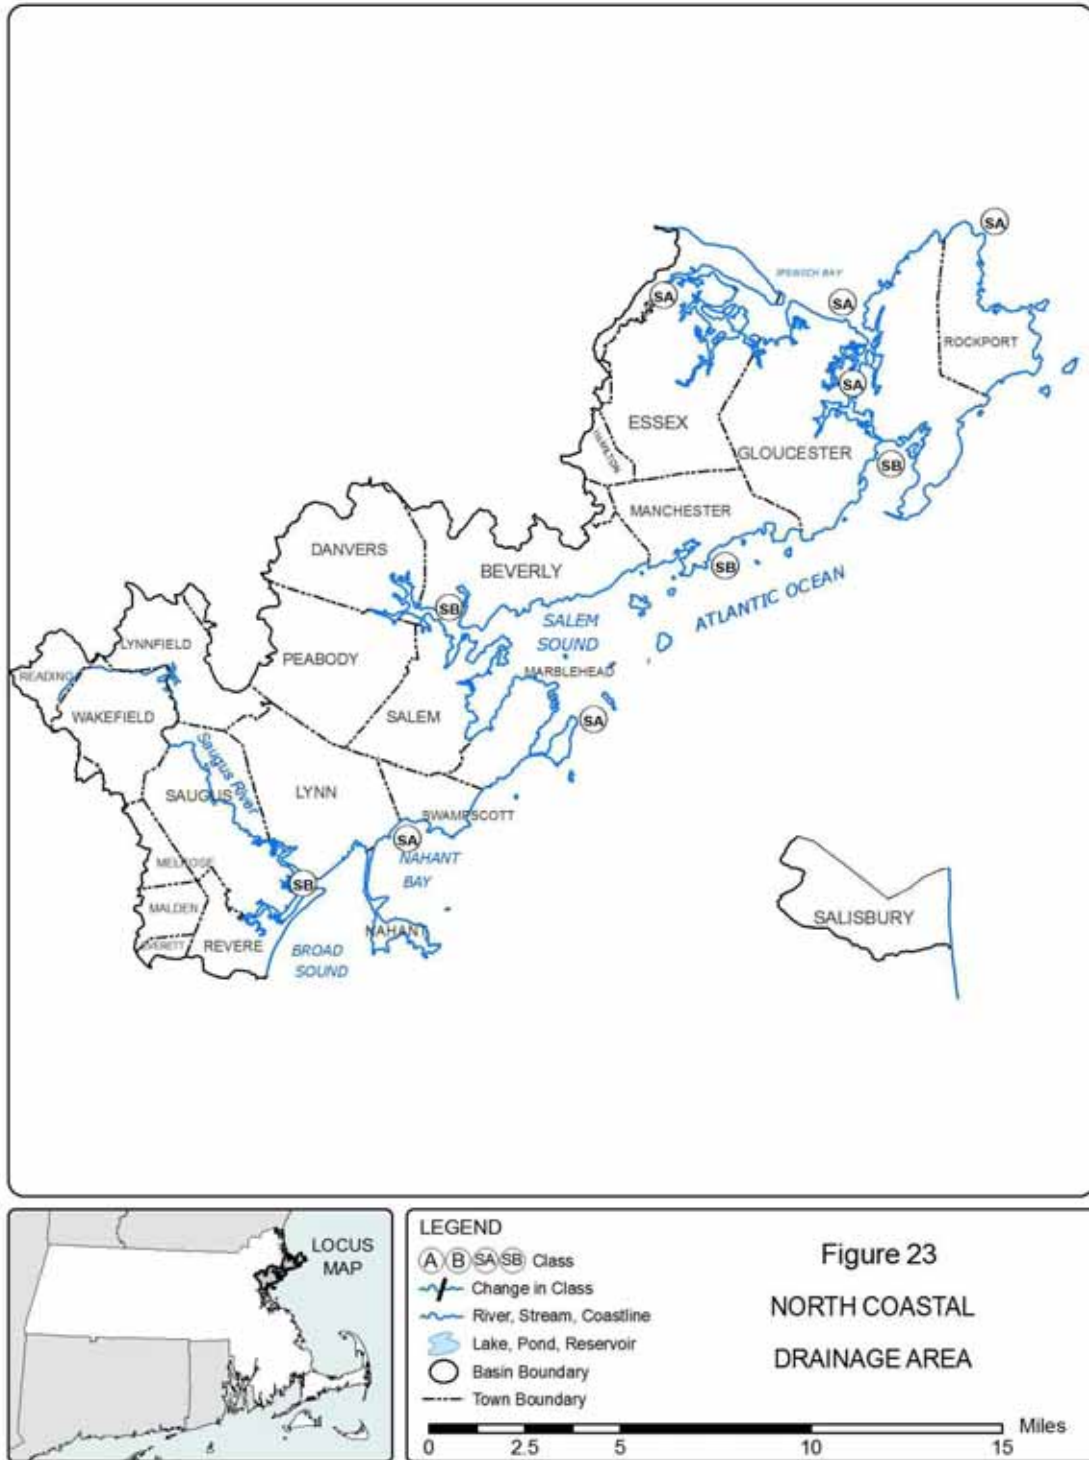 SA
IPSWICH BAY
SA
SA
ROCKPORT
SA
ESSEX
HAMILTON
GLOUCESTER
SB
MANCHESTER
DANVERS
BEVERLY
SB
ATLANTIC OCEAN
SB
SALEM
SOUND
LYNNFIELD
PEABODY
MARBLEHEAD
READING
WAKEFIELD
SALEM
SA
Saugus River
SAUGUS
LYNN
SWAMPSCOTT
SA
NAHANT
BAY
MELROSE
SB
MALDEN
NAHANT
SALISBURY
EVERETT
REVERE
BROAD
SOUND
LOCUS
MAP
LEGEND
A B SA SB Class
Change in Class
River, Stream, Coastline
Lake, Pond, Reservoir
Basin Boundary
Town Boundary
Figure 23
NORTH COASTAL
DRAINAGE AREA
Miles
0 2.5 5 10 15